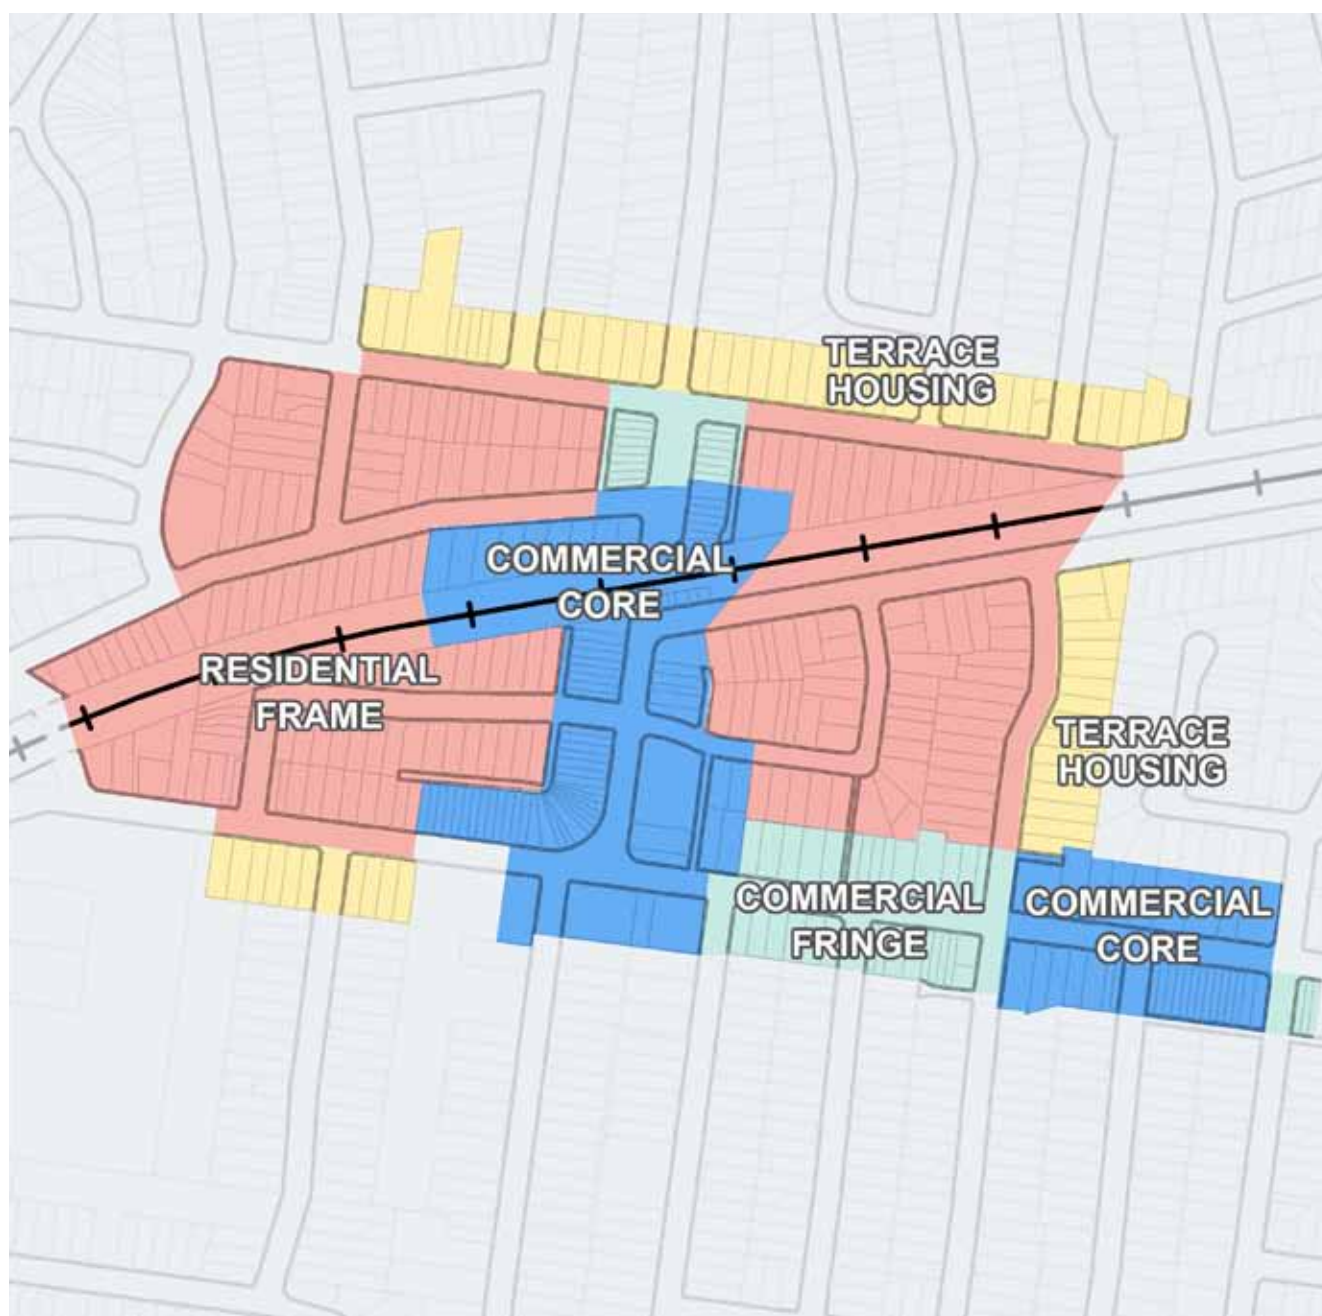 TERRACE
HOUSING
COMMERCIAL
CORE
RESIDENTIAL
FRAME
TERRACE
HOUSING
COMMERCIAL
FRINGE
COMMERCIAL
CORE